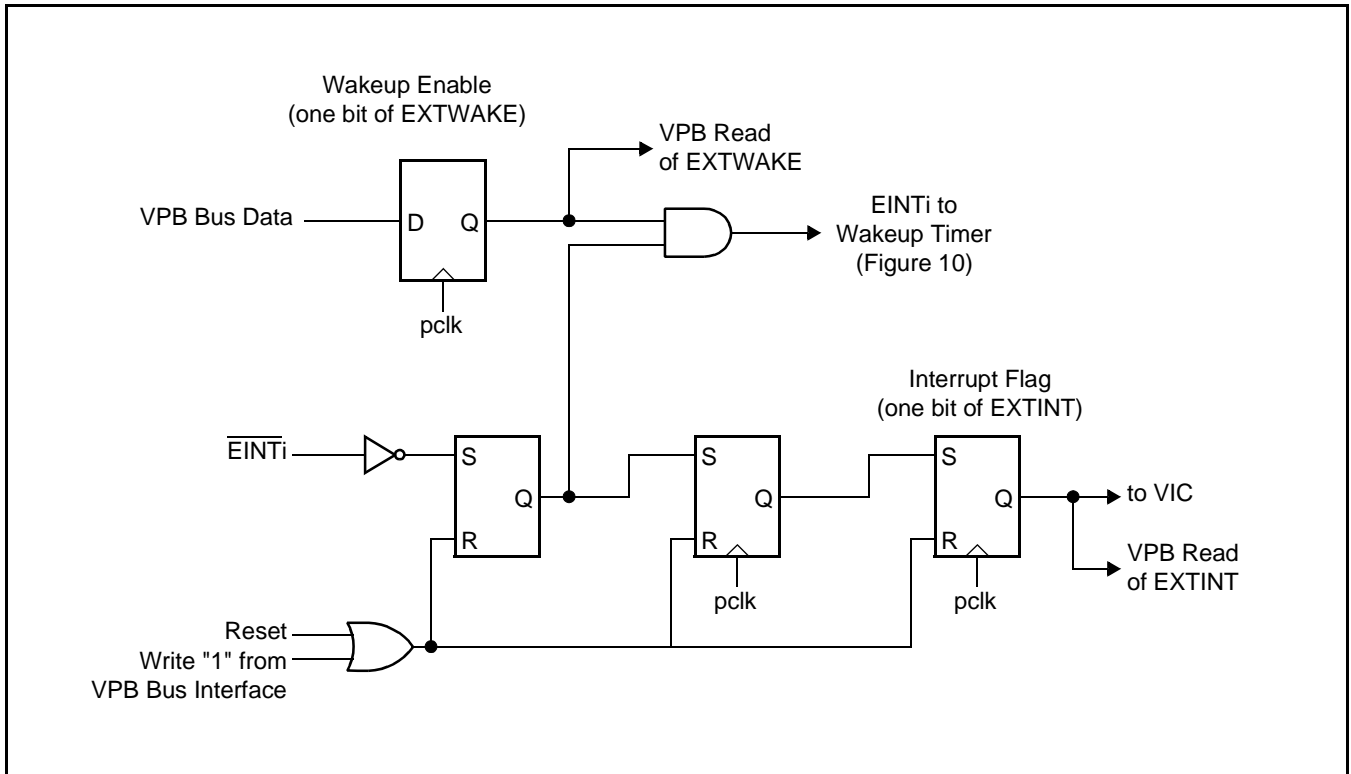 Wakeup Enable
(one bit of EXTWAKE)
VPB Read
of EXTWAKE
VPB Bus Data
D
Q
EINTi to
Wakeup Timer
(Figure 10)
pclk
Interrupt Flag
(one bit of EXTINT)
EINTi
S
Q
R
S
Q
R
pclk
S
Q
R
pclk
to VIC
VPB Read
of EXTINT
Reset
Write "1" from
VPB Bus Interface